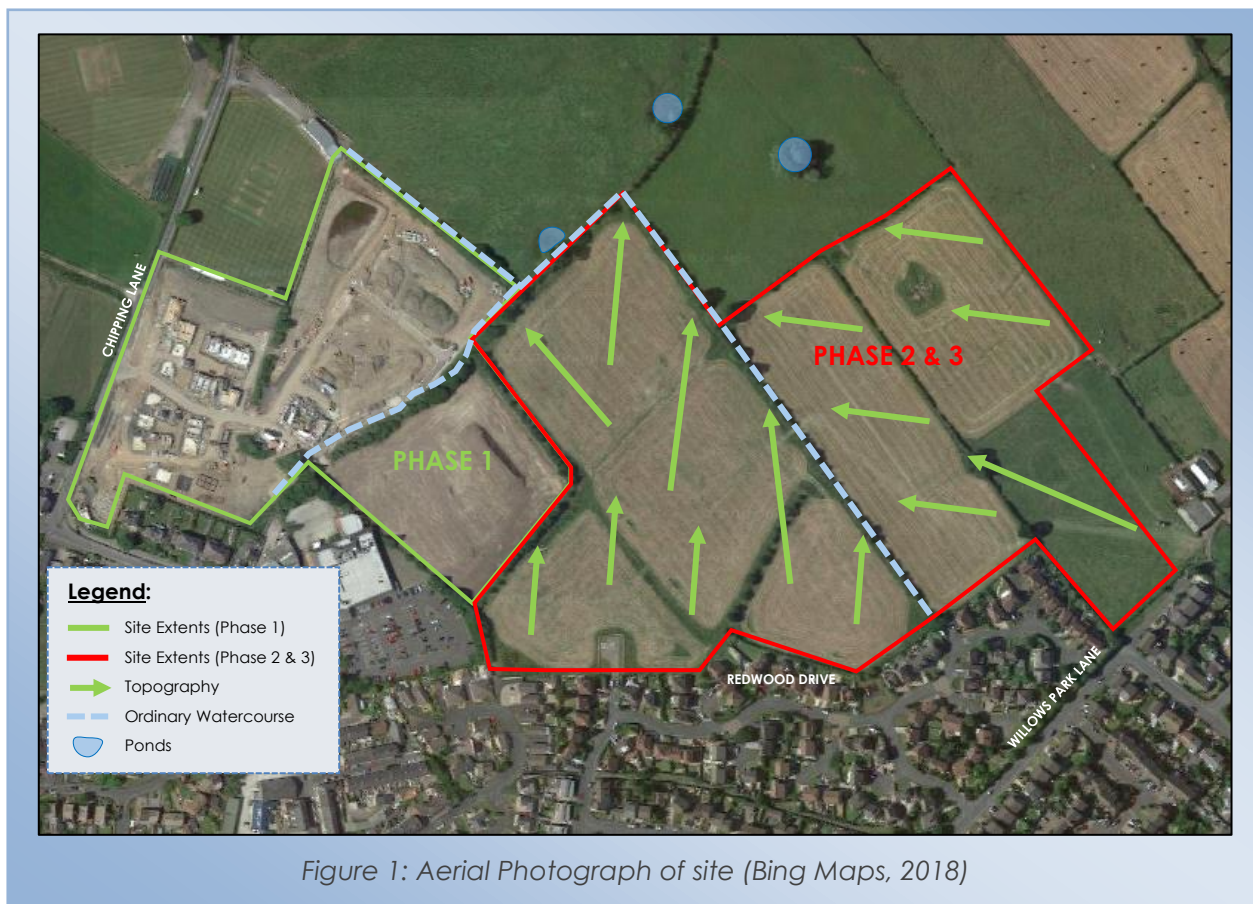 CHIPPING LANE
PHASE 1
PHASE 2 & 3
REDWOOD DRIVE
WILLOWS PARK LANE
Legend:
Site Extents (Phase 1)
Site Extents (Phase 2 & 3)
Topography
Ordinary Watercourse
Ponds
Figure 1: Aerial Photograph of site (Bing Maps, 2018)